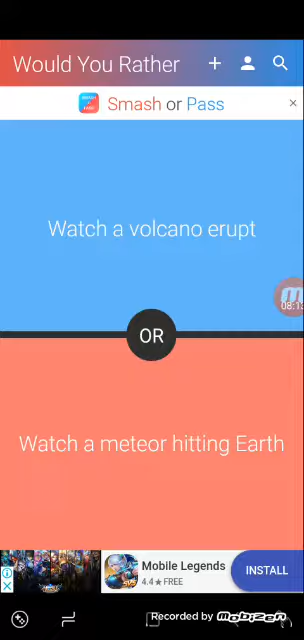 Would You Rather
Smash or Pass
Watch a volcano erupt
OR
Watch a meteor hitting Earth
Mobile Legends
4.4★ FREE
INSTALL
Recorded by mobizen